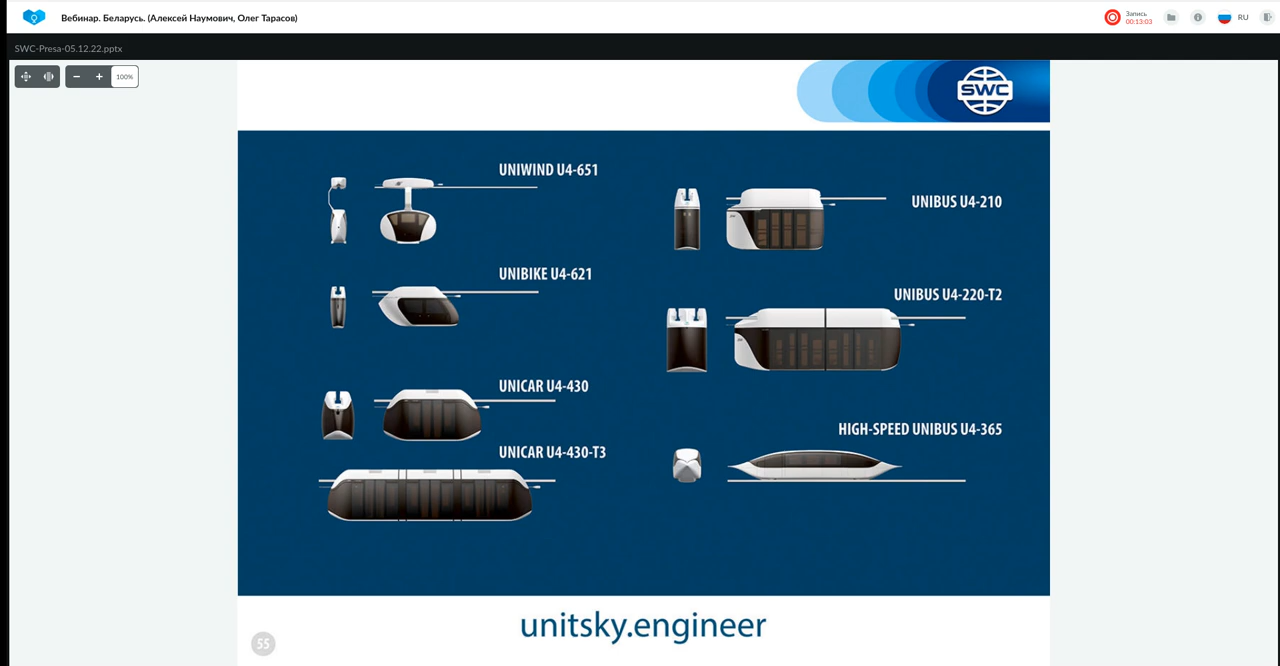 Вебинар. Беларусь. (Алексей Наумович, Олег Тарасов)
Запись
00:13:03
RU
SWC-Presa-05.12.22.pptx
100%
SWC
UNIWIND U4-651
UNIBUS U4-210
UNIBIKE U4-621
UNIBUS U4-220-T2
UNICAR U4-430
HIGH-SPEED UNIBUS U4-365
UNICAR U4-430-T3
unitsky.engineer
55